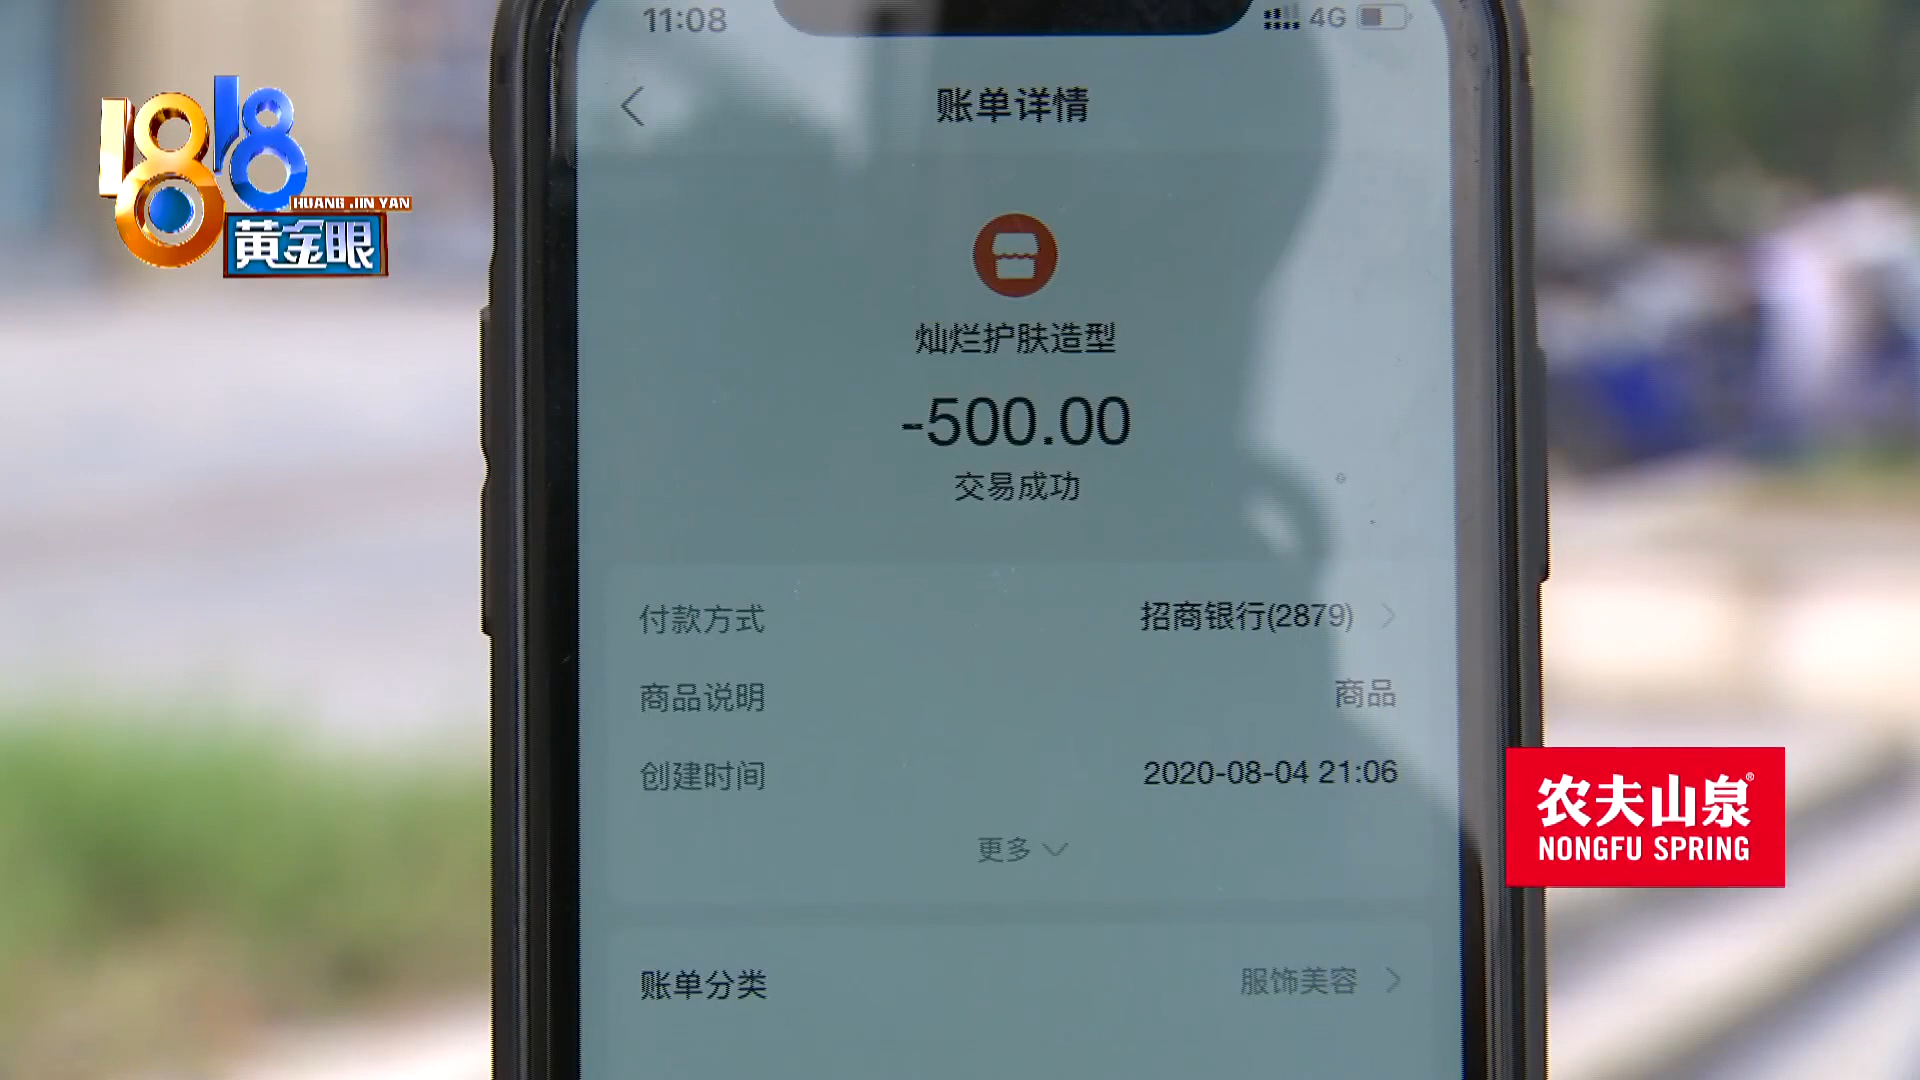 11:08
4G
账单详情
1818
HUANG JIN YAN
黄金眼
灿烂护肤造型
-500.00
交易成功
付款方式 招商银行(2879)
商品说明 商品
创建时间 2020-08-04 21:06
更多
农夫山泉®
NONGFU SPRING
账单分类 服饰美容